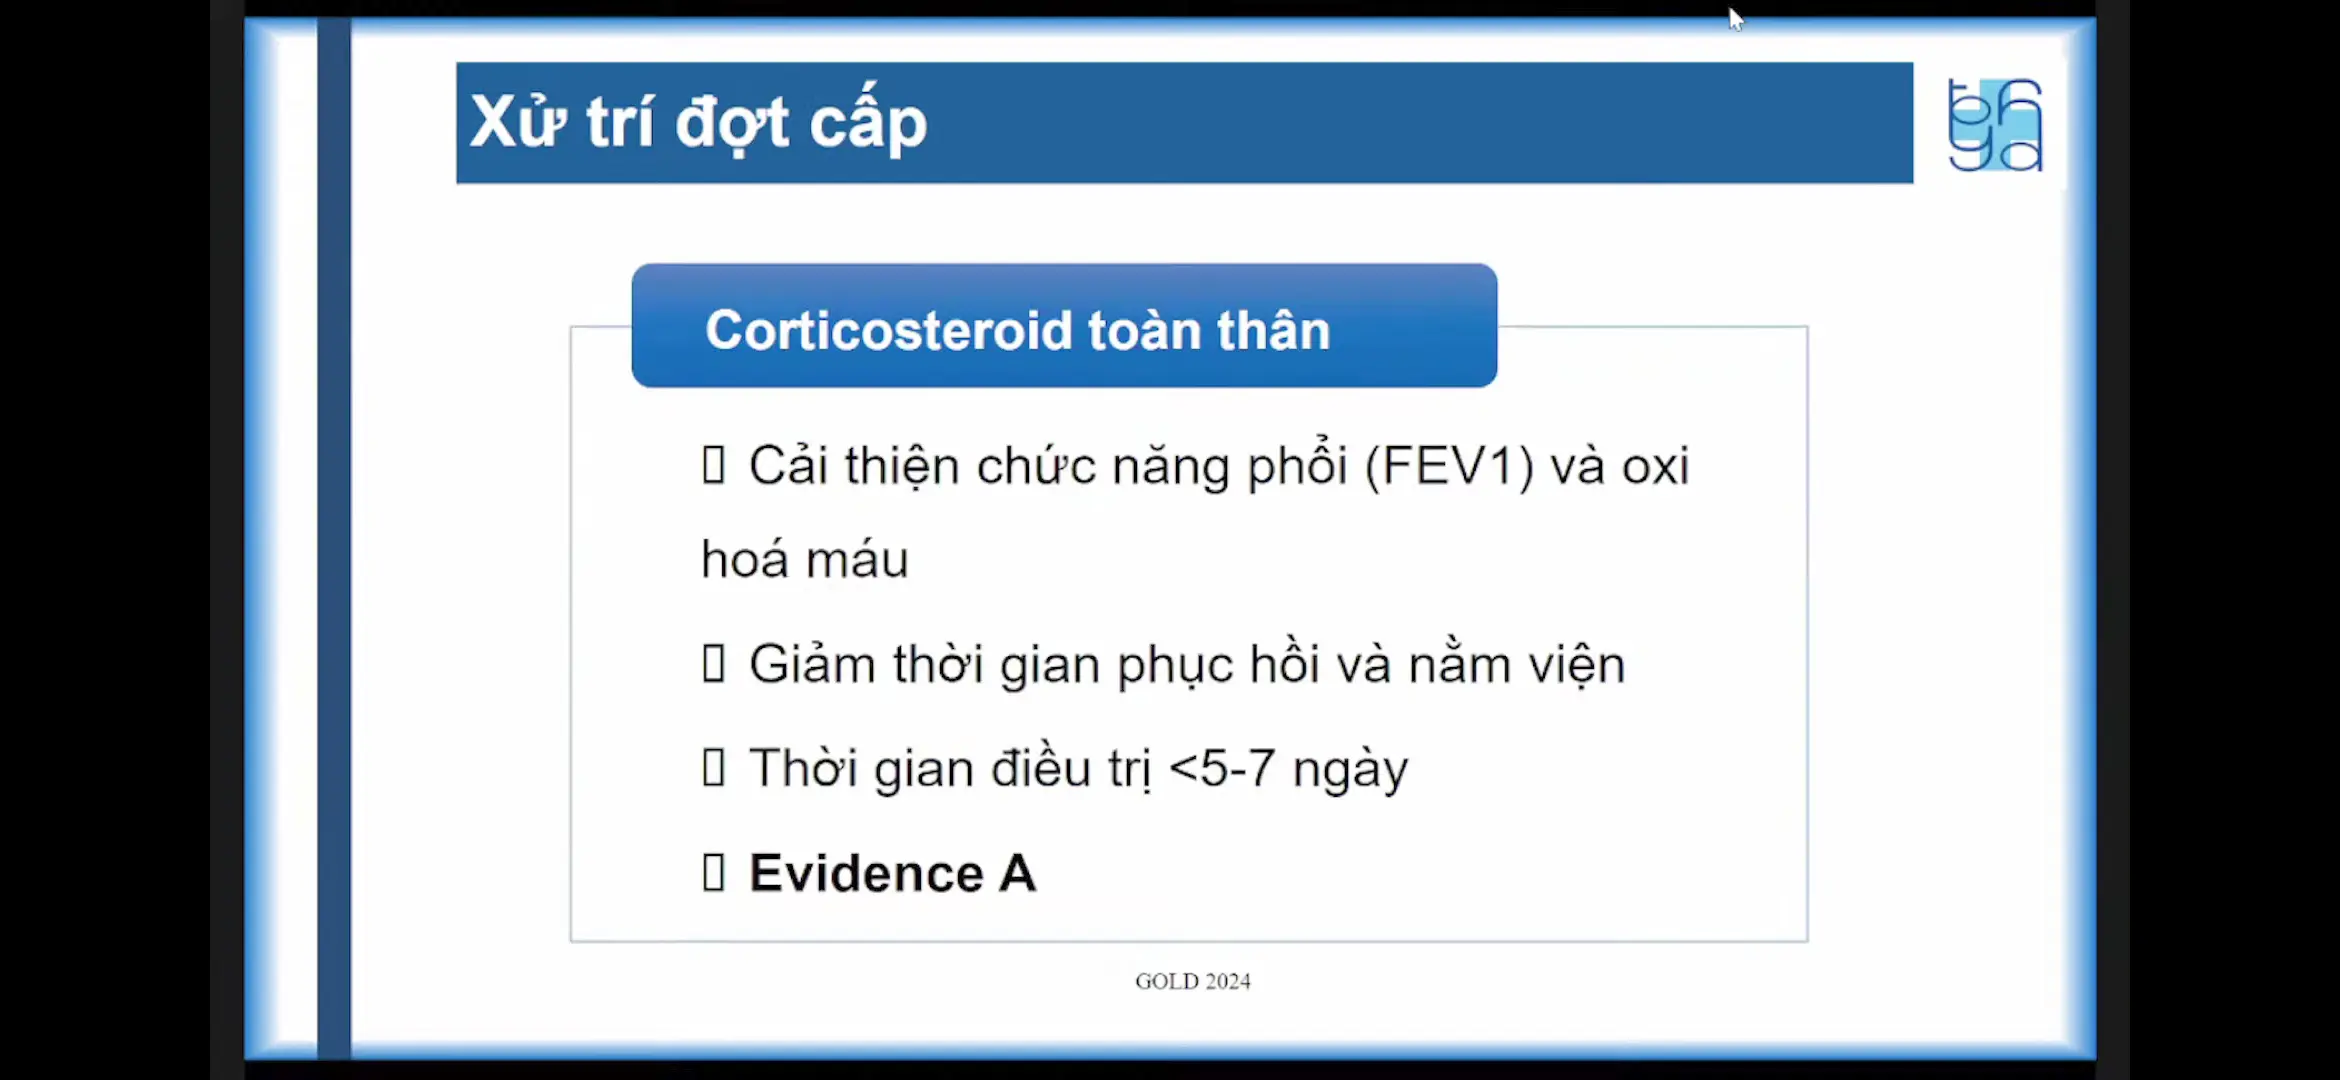 Xử trí đợt cấp
Corticosteroid toàn thân
Cải thiện chức năng phổi (FEV1) và oxi
hoá máu
Giảm thời gian phục hồi và nằm viện
Thời gian điều trị <5-7 ngày
Evidence A
GOLD 2024